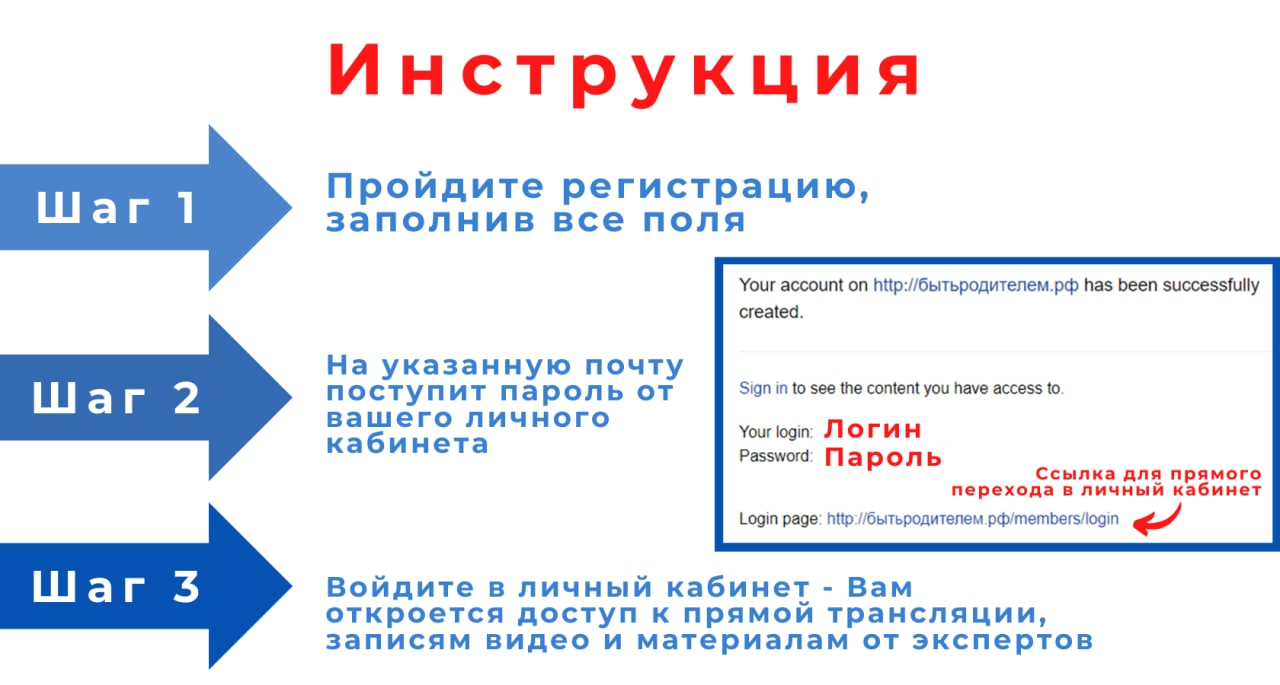 Инструкция
Шаг 1
Пройдите регистрацию,
заполнив все поля
Шаг 2
На указанную почту
поступит пароль от
вашего личного
кабинета
Your account on http://бытьродителем.рф has been successfully
created.
Sign in to see the content you have access to.
Your login: Логин
Password: Пароль
Ссылка для прямого
перехода в личный кабинет
Login page: http://бытьродителем.рф/members/login
Шаг 3
Войдите в личный кабинет - Вам
откроется доступ к прямой трансляции,
записям видео и материалам от экспертов